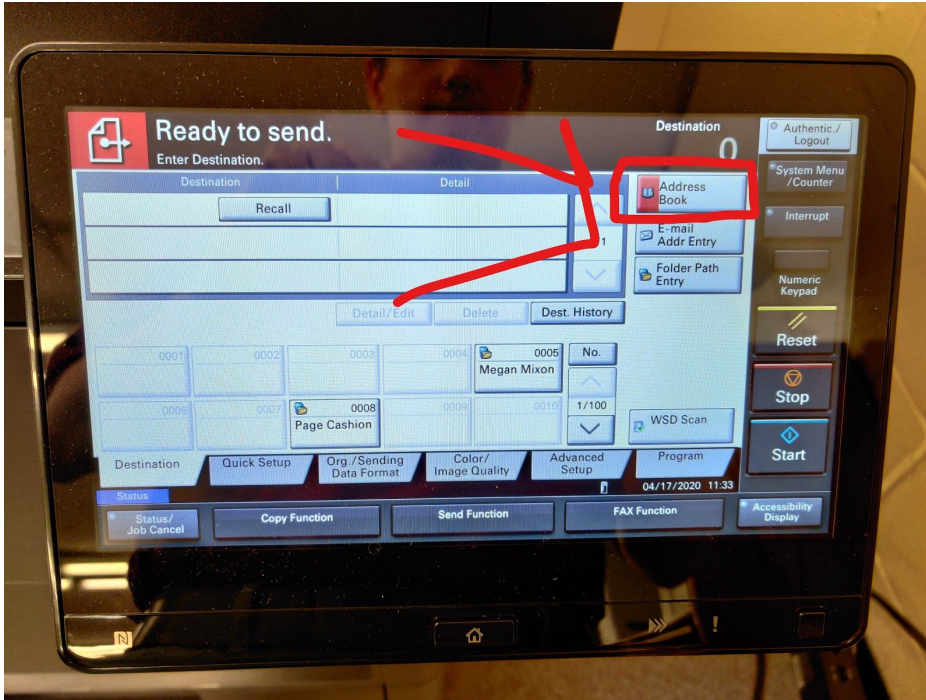 Ready to send.
Enter Destination.
Destination
0
Authentic./
Logout
System Menu
/Counter
Interrupt
Numeric
Keypad
Reset
Stop
Start
Accessibility
Display
Destination
Detail
Recall
1
Address
Book
E-mail
Addr Entry
Folder Path
Entry
Detail/Edit
Delete
Dest. History
0001
0002
0003
0004
0005
Megan Mixon
No.
0006
0007
0008
Page Cashion
0009
0010
1/100
WSD Scan
Destination
Quick Setup
Org./Sending
Data Format
Color/
Image Quality
Advanced
Setup
Program
Status
04/17/2020 11:33
Status/
Job Cancel
Copy Function
Send Function
FAX Function